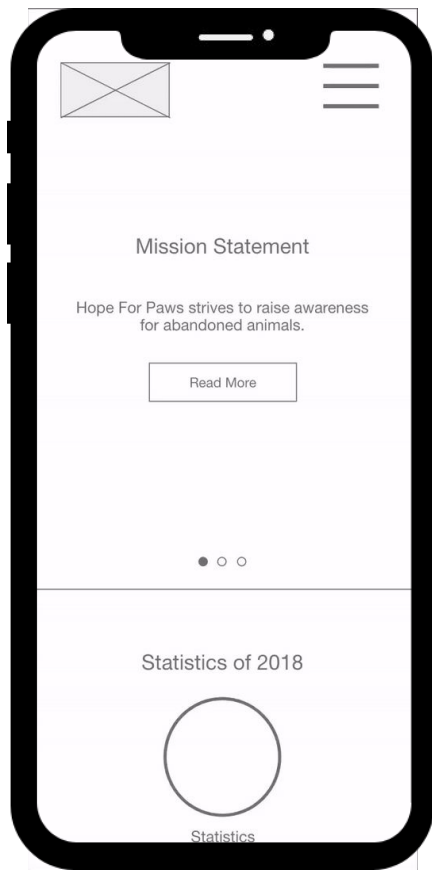 Mission Statement
Hope For Paws strives to raise awareness
for abandoned animals.
Read More
Statistics of 2018
Statistics